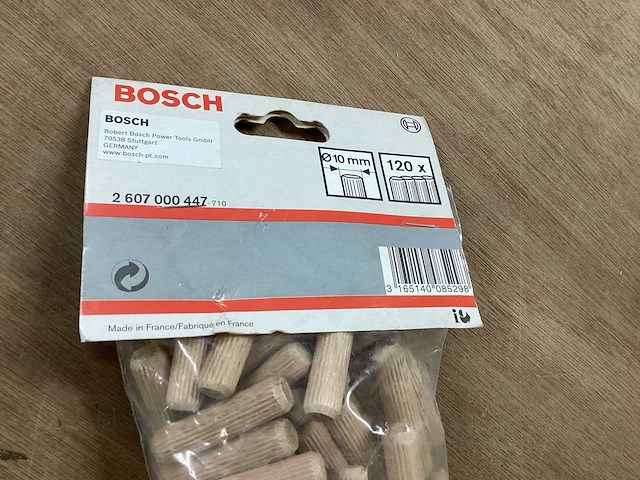 BOSCH
BOSCH
Robert Bosch Power Tools GmbH
70538 Stuttgart
GERMANY
www.bosch-pt.com
Ø10 mm
120 x
2 607 000 447-710
3 165140 085298
Made in France/Fabriqué en France